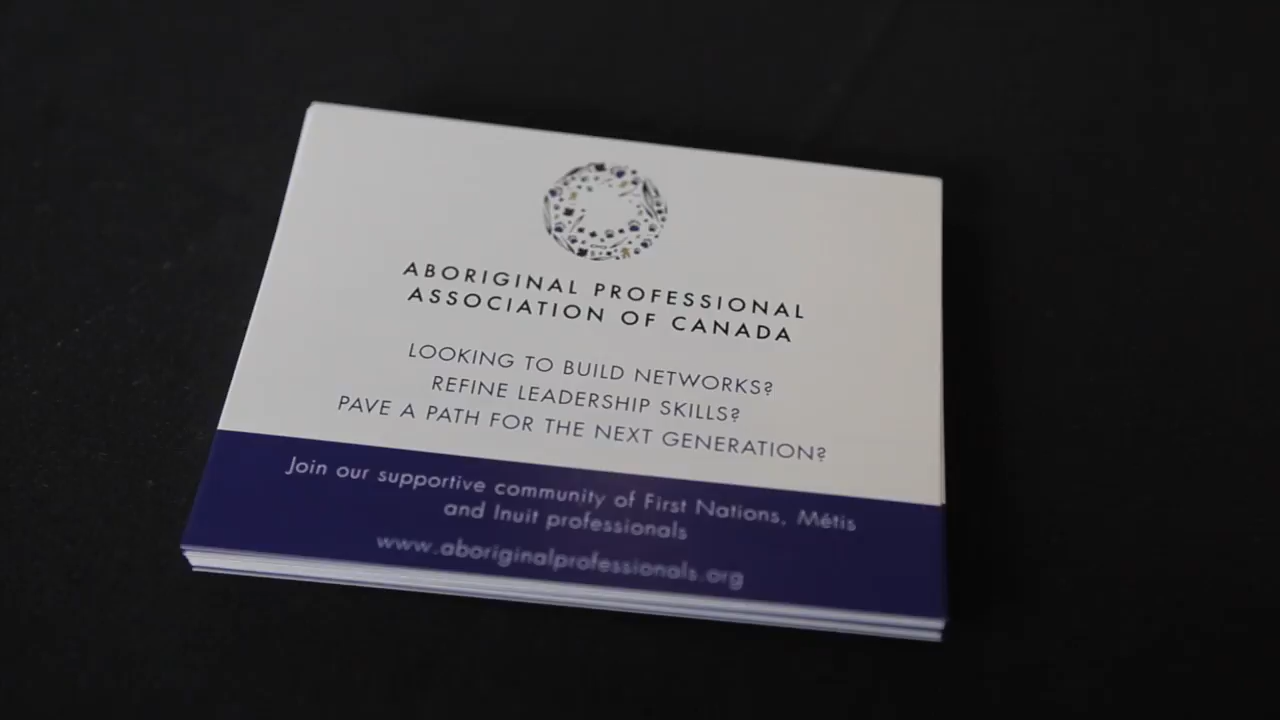 ABORIGINAL PROFESSIONAL
ASSOCIATION OF CANADA
LOOKING TO BUILD NETWORKS?
REFINE LEADERSHIP SKILLS?
PAVE A PATH FOR THE NEXT GENERATION?
Join our supportive community of First Nations, Métis
and Inuit professionals
www.aboriginalprofessionals.org